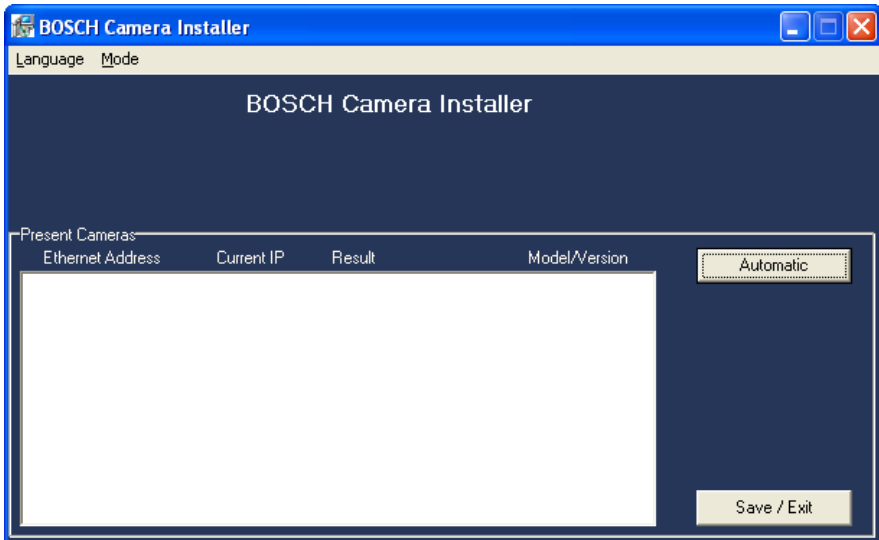 BOSCH Camera Installer
Language Mode
BOSCH Camera Installer
Present Cameras
Ethernet Address Current IP Result Model/Version
Automatic
Save / Exit